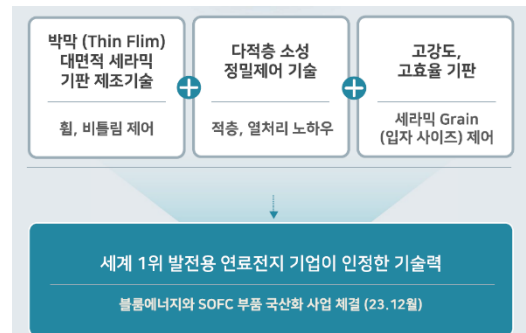 박막 (Thin Flim)
대면적 세라믹
기판 제조기술
휨, 비틀림 제어
다적층 소성
정밀제어 기술
적층, 열처리 노하우
고강도,
고효율 기판
세라믹 Grain
(입자 사이즈) 제어
세계 1위 발전용 연료전지 기업이 인정한 기술력
블룸에너지와 SOFC 부품 국산화 사업 체결 (23.12월)